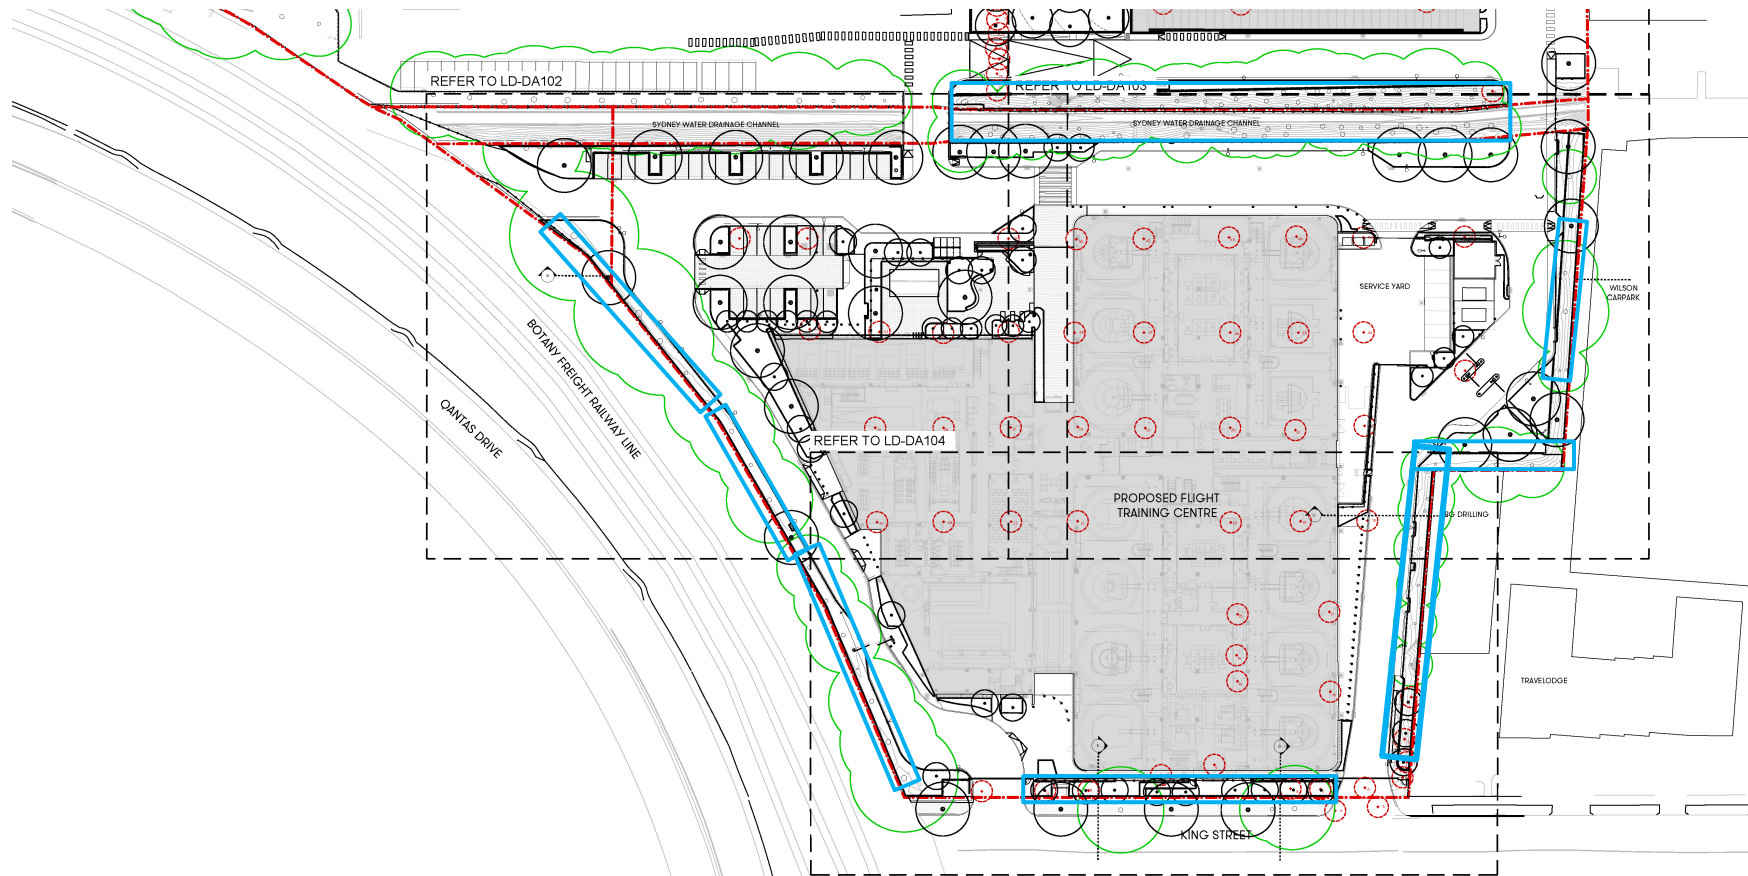 REFER TO LD-DA102
REFER TO LD-DA103
SYDNEY WATER DRAINAGE CHANNEL
SYDNEY WATER DRAINAGE CHANNEL
SERVICE YARD
WILSON
CARPARK
BOTANY FREIGHT RAILWAY LINE
QANTAS DRIVE
REFER TO LD-DA104
PROPOSED FLIGHT
TRAINING CENTRE
DRILLING
TRAVELODGE
KING STREET